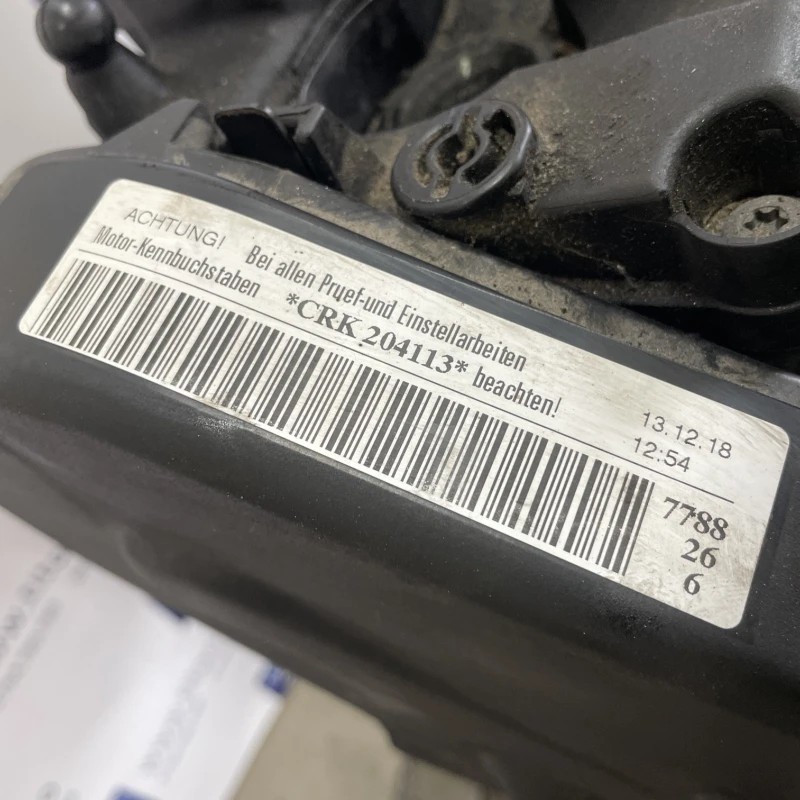 ACHTUNG! Bei allen Pruef-und Einstellarbeiten
Motor-Kennbuchstaben *CRK 204113* beachten!
13.12.18
12:54
7788
26
6